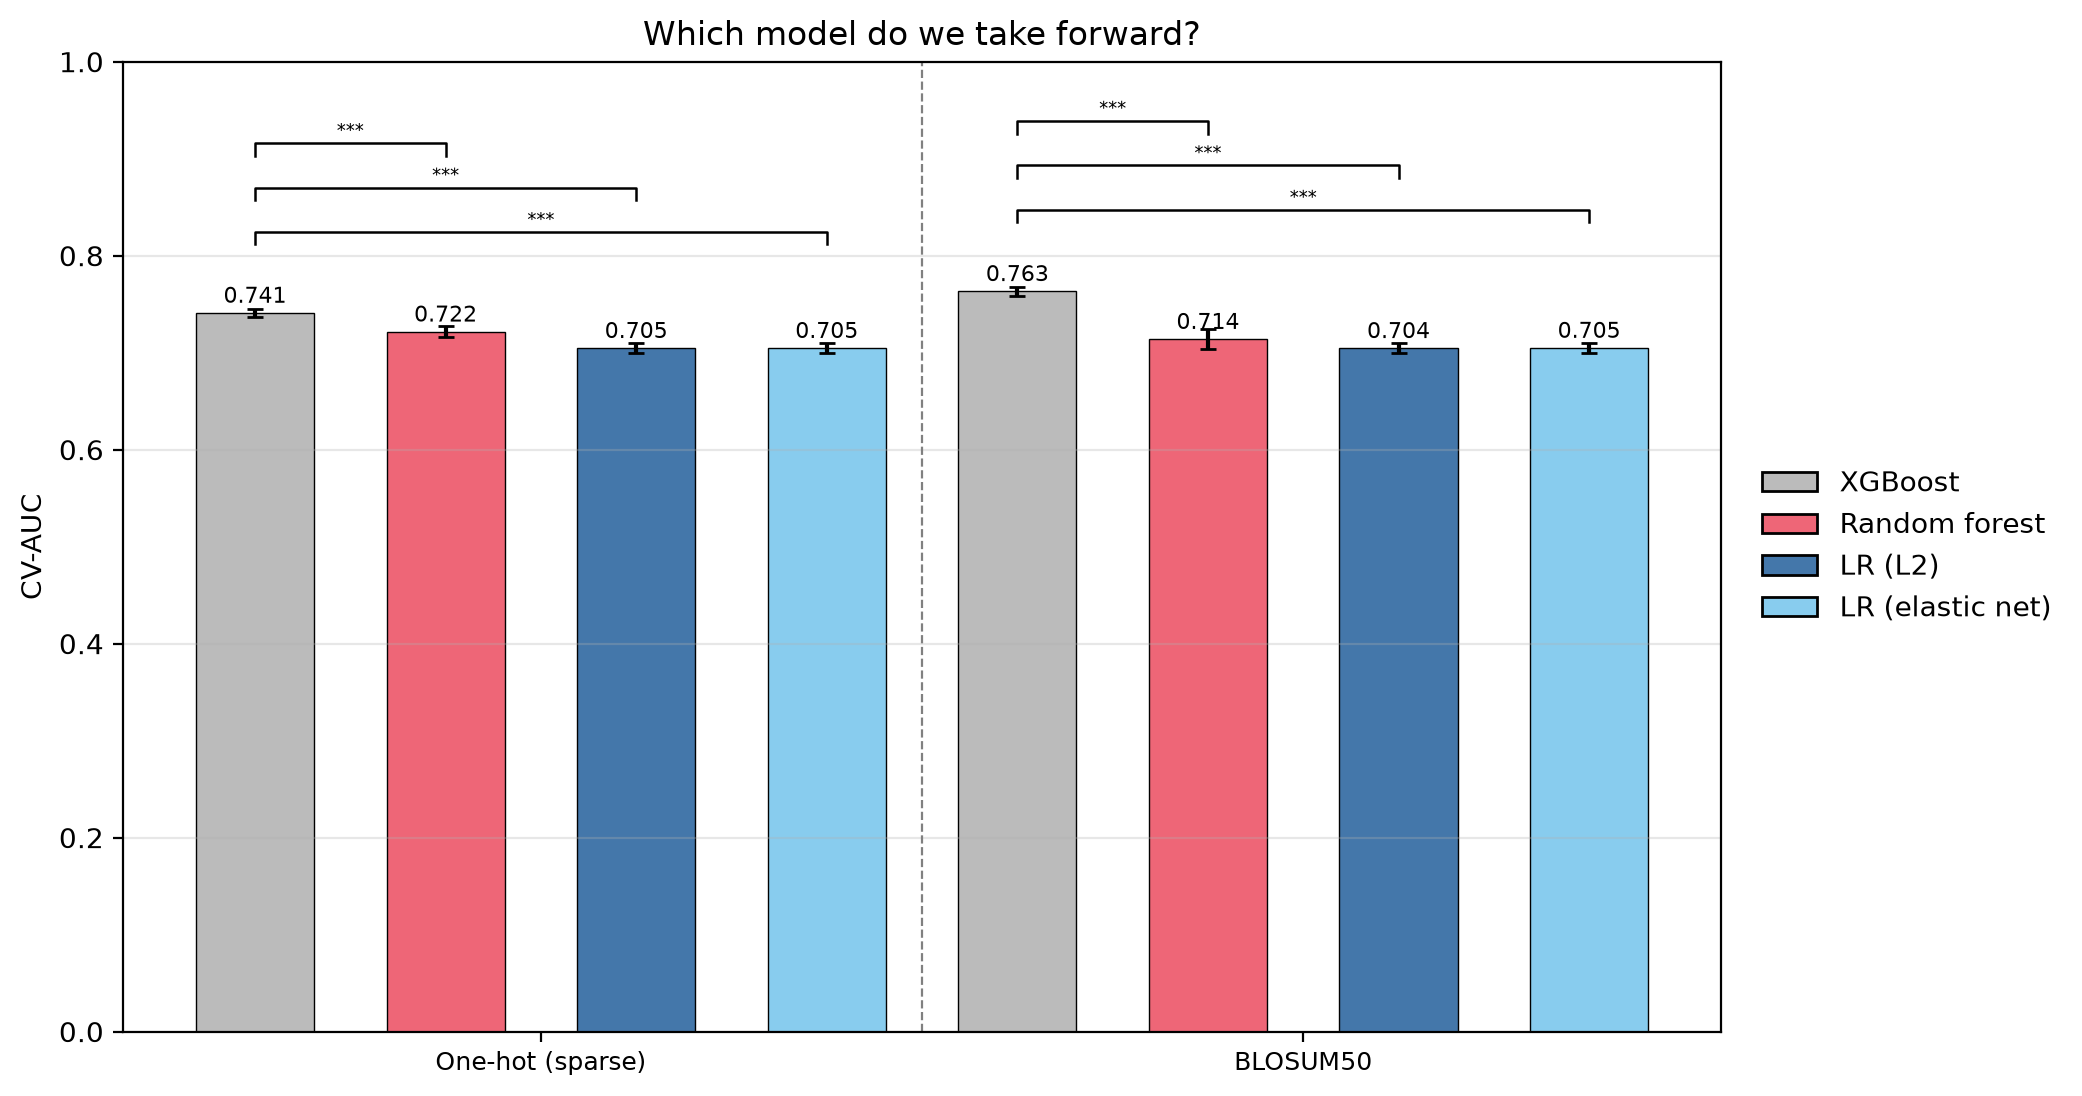 Which model do we take forward?
CV-AUC
1.0
0.8
0.6
0.4
0.2
0.0
***
***
***
0.741
0.722
0.705
0.705
***
***
***
0.763
0.714
0.704
0.705
One-hot (sparse)
BLOSUM50
XGBoost
Random forest
LR (L2)
LR (elastic net)